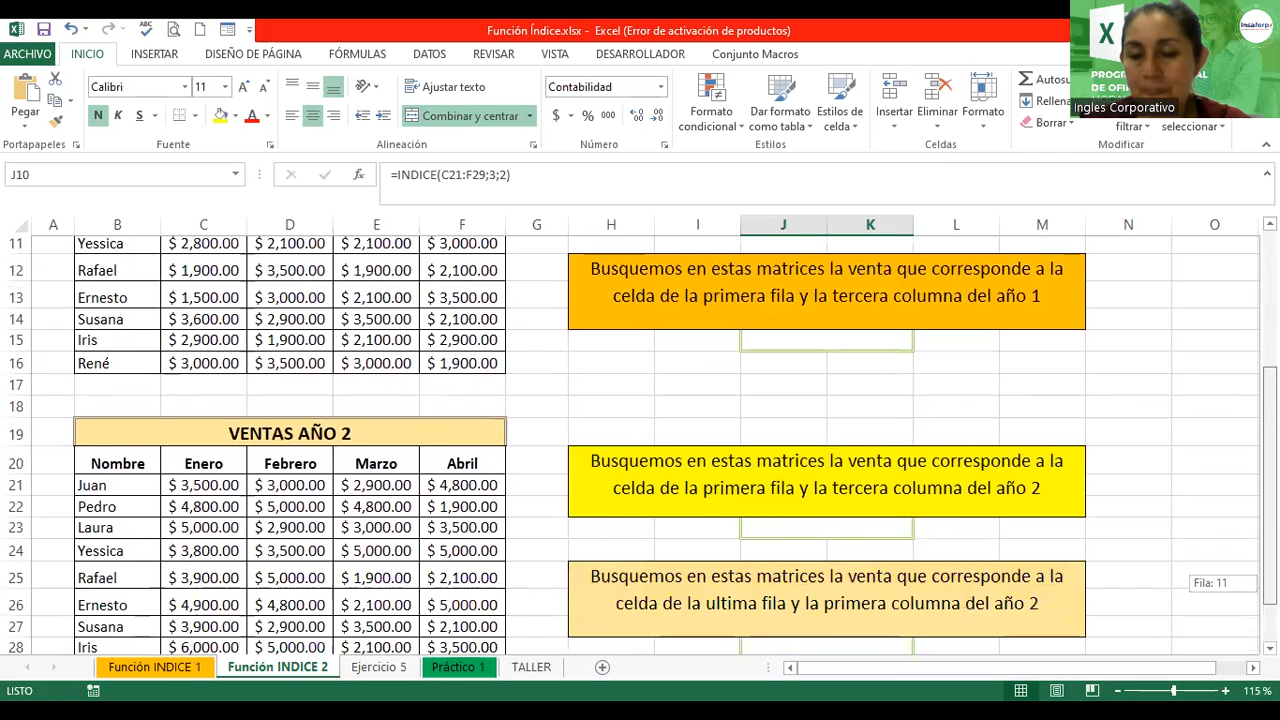 Función Índice.xlsx - Excel (Error de activación de productos)
ARCHIVO INICIO INSERTAR DISEÑO DE PÁGINA FÓRMULAS DATOS REVISAR VISTA DESARROLLADOR Conjunto Macros
Calibri 11 Ajustar texto Contabilidad
Pegar N K S Combinar y centrar $ % 000
Formato condicional Dar formato como tabla Estilos de celda Insertar Eliminar Formato
Autosu
Rellena
Borrar
filtrar seleccionar
Portapapeles Fuente Alineación Número Estilos Celdas Modificar
Insaforp
PROG
DE OFI
Ingles Corporativo
J10 fx =INDICE(C21:F29;3;2)
A B C D E F G H I J K L M N O
11 Yessica $ 2,800.00 $ 2,100.00 $ 2,100.00 $ 3,000.00
12 Rafael $ 1,900.00 $ 3,500.00 $ 1,900.00 $ 2,100.00
13 Ernesto $ 1,500.00 $ 3,000.00 $ 2,100.00 $ 3,500.00
14 Susana $ 3,600.00 $ 2,900.00 $ 3,500.00 $ 2,100.00
15 Iris $ 2,900.00 $ 1,900.00 $ 2,100.00 $ 2,900.00
16 René $ 3,000.00 $ 3,500.00 $ 3,000.00 $ 1,900.00
Busquemos en estas matrices la venta que corresponde a la
celda de la primera fila y la tercera columna del año 1
17
18
19 VENTAS AÑO 2
20 Nombre Enero Febrero Marzo Abril
21 Juan $ 3,500.00 $ 3,000.00 $ 2,900.00 $ 4,800.00
22 Pedro $ 4,800.00 $ 5,000.00 $ 4,800.00 $ 1,900.00
23 Laura $ 5,000.00 $ 2,900.00 $ 3,000.00 $ 3,500.00
24 Yessica $ 3,800.00 $ 3,500.00 $ 5,000.00 $ 5,000.00
25 Rafael $ 3,900.00 $ 5,000.00 $ 1,900.00 $ 2,100.00
26 Ernesto $ 4,900.00 $ 4,800.00 $ 2,100.00 $ 5,000.00
27 Susana $ 3,900.00 $ 2,900.00 $ 3,500.00 $ 2,100.00
28 Iris $ 6,000.00 $ 5,000.00 $ 2,100.00 $ 3,500.00
Busquemos en estas matrices la venta que corresponde a la
celda de la primera fila y la tercera columna del año 2
Busquemos en estas matrices la venta que corresponde a la
celda de la ultima fila y la primera columna del año 2
Fila: 11
Función INDICE 1 Función INDICE 2 Ejercicio 5 Práctico 1 TALLER
LISTO 115 %